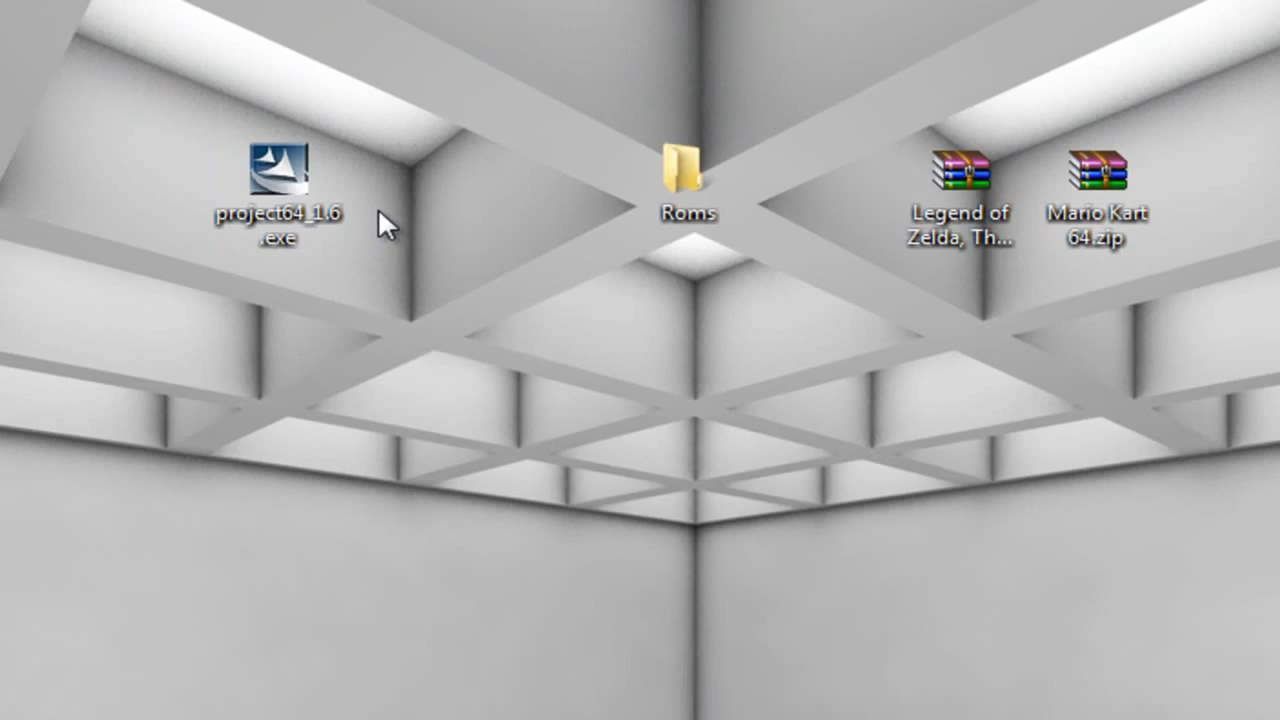 project64_1.6
.exe
Roms
Legend of
Zelda, Th...
Mario Kart
64.zip